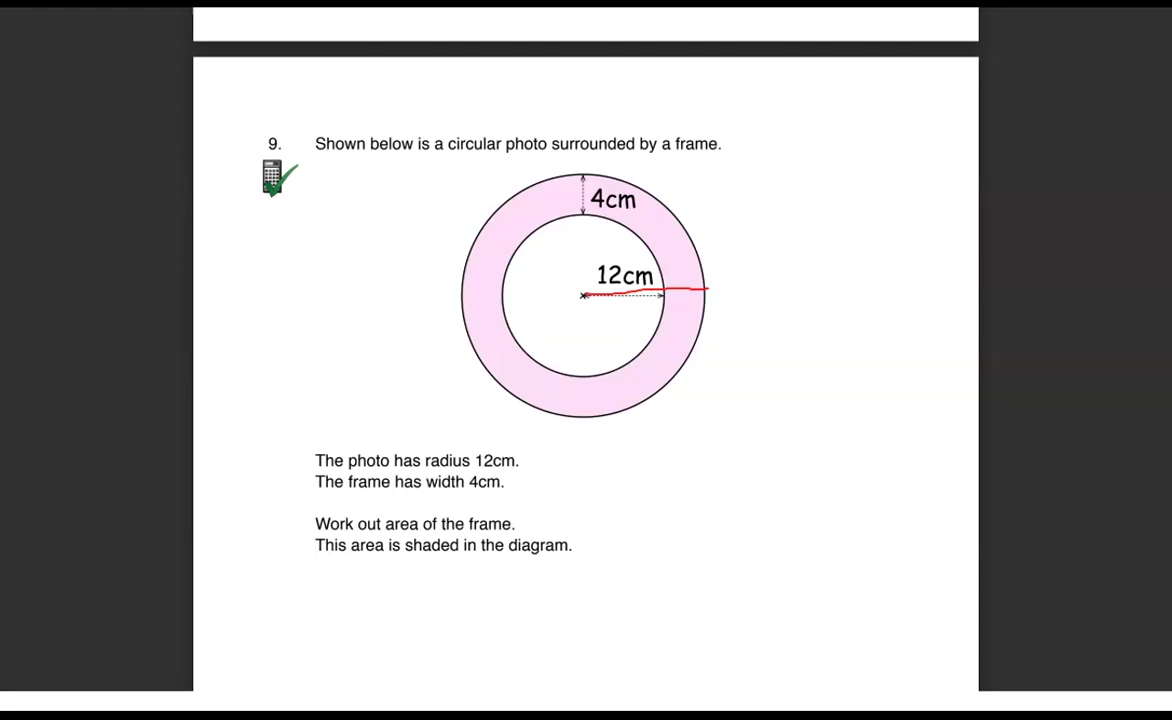 9. Shown below is a circular photo surrounded by a frame.
4cm
12cm
The photo has radius 12cm.
The frame has width 4cm.
Work out area of the frame.
This area is shaded in the diagram.